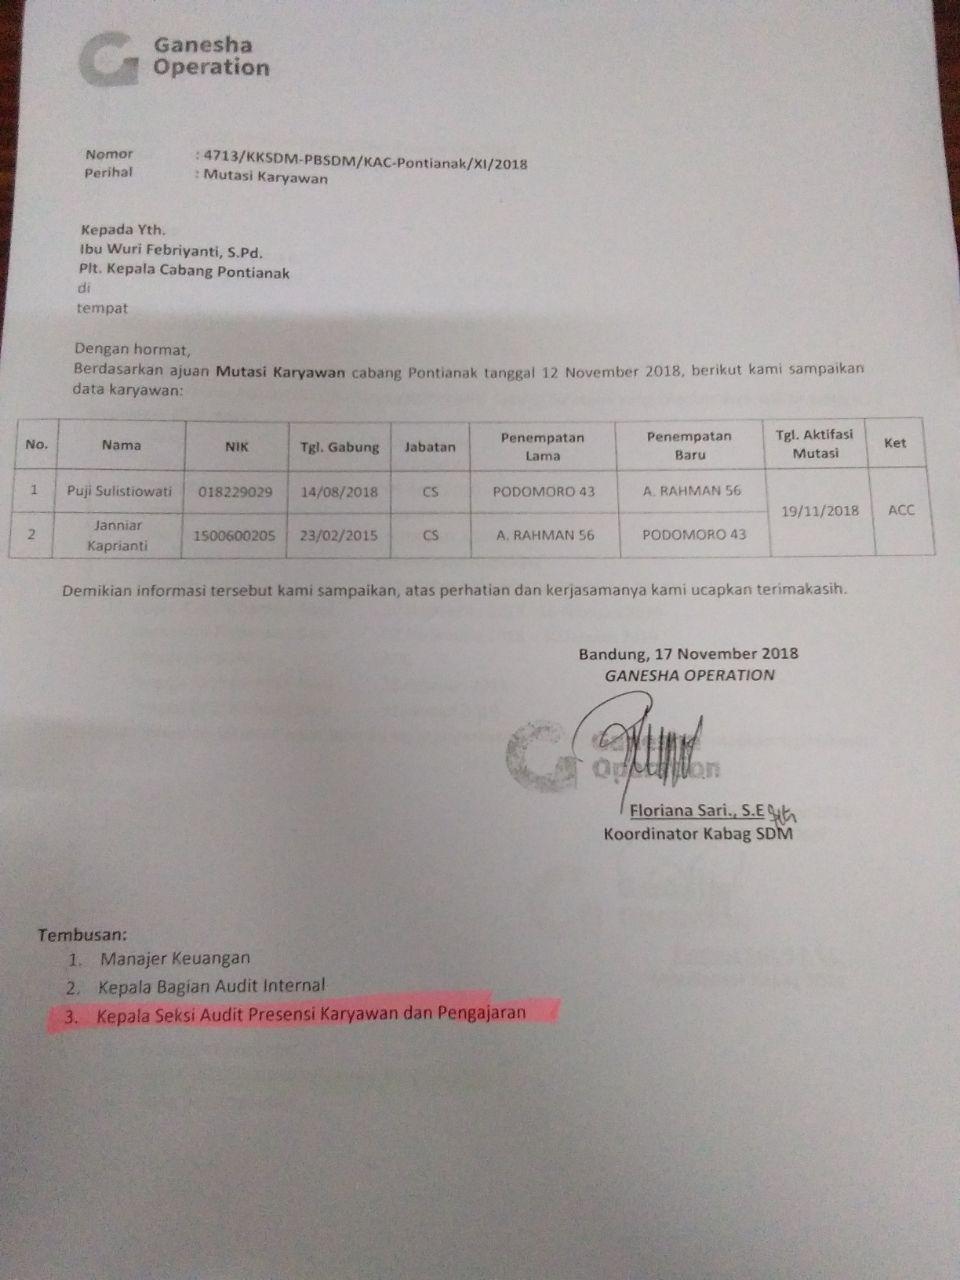 Ganesha
Operation
Nomor : 4713/KKSDM-PBSDM/KAC-Pontianak/XI/2018
Perihal : Mutasi Karyawan
Kepada Yth.
Ibu Wuri Febriyanti, S.Pd.
Plt. Kepala Cabang Pontianak
di
tempat
Dengan hormat,
Berdasarkan ajuan Mutasi Karyawan cabang Pontianak tanggal 12 November 2018, berikut kami sampaikan
data karyawan:
No. Nama NIK Tgl. Gabung Jabatan Penempatan Lama Penempatan Baru Tgl. Aktifasi Mutasi Ket
1 Puji Sulistiowati 018229029 14/08/2018 CS PODOMORO 43 A. RAHMAN 56 19/11/2018 ACC
2 Janniar Kaprianti 1500600205 23/02/2015 CS A. RAHMAN 56 PODOMORO 43
Demikian informasi tersebut kami sampaikan, atas perhatian dan kerjasamanya kami ucapkan terimakasih.
Bandung, 17 November 2018
GANESHA OPERATION
Ganesha
Operation
Floriana Sari., S.E
Koordinator Kabag SDM
Tembusan:
1. Manajer Keuangan
2. Kepala Bagian Audit Internal
3. Kepala Seksi Audit Presensi Karyawan dan Pengajaran